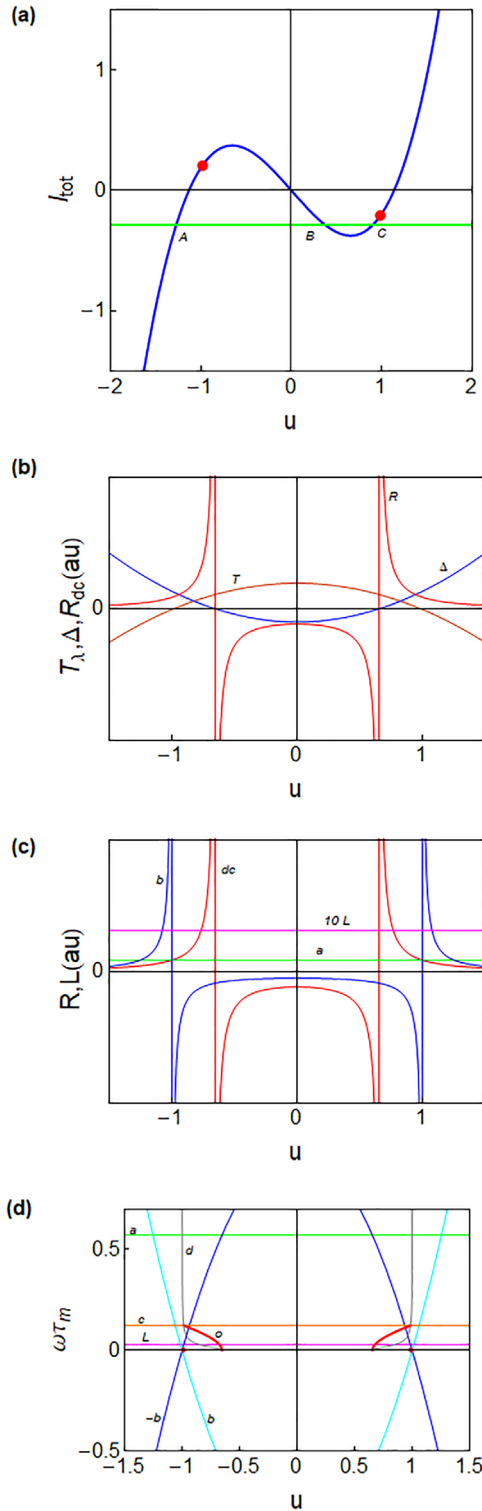 (a)
1
I_tot
0
A
B
C
−1
−2
−1
0
1
2
u
(b)
R
Δ
T
T_λ,Δ,R_dc(au)
0
−1
0
1
u
(c)
b
dc
10 L
a
R,L(au)
0
−1
0
1
u
(d)
a
0.5
d
ωτ_m
c
o
L
0
−b
b
−0.5
−1.5
−1
−0.5
0
0.5
1
1.5
u